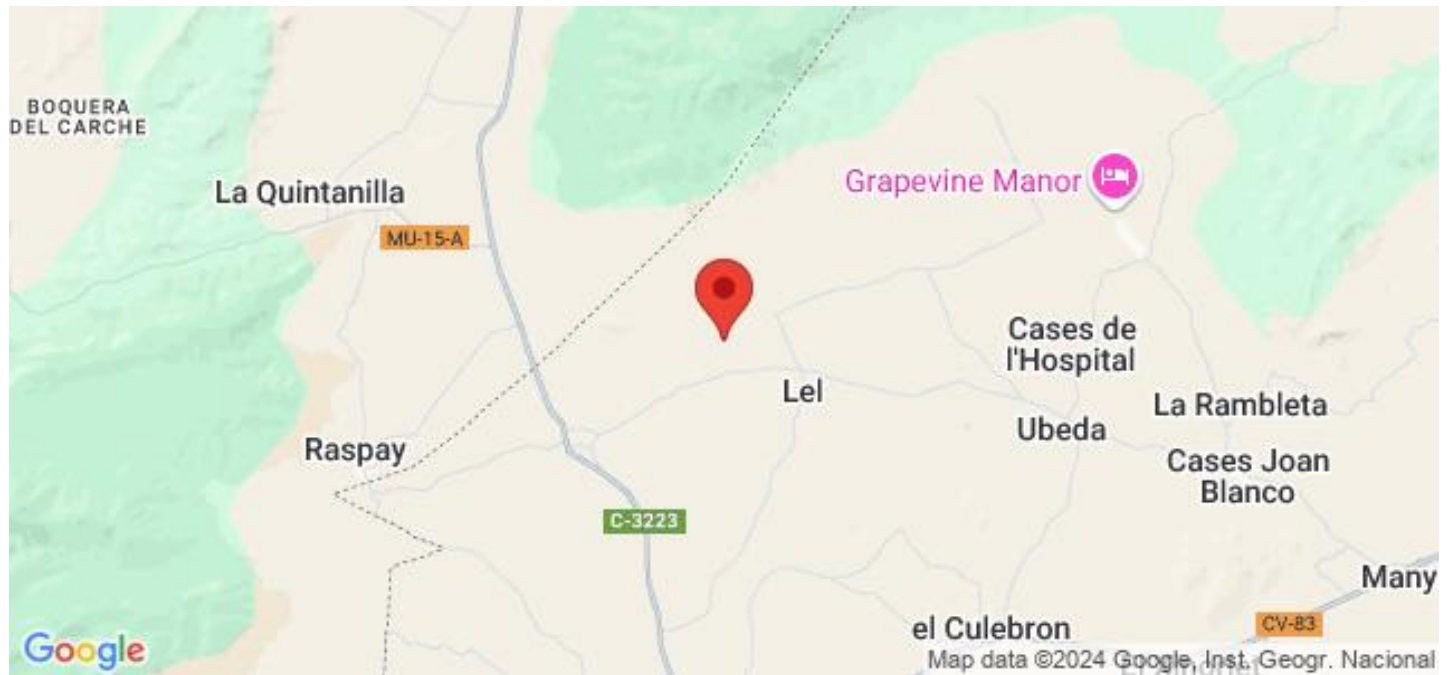 BOQUERA
DEL CARCHE
La Quintanilla
MU-15-A
Grapevine Manor
Cases de
l'Hospital
Lel
La Rambleta
Ubeda
Raspay
Cases Joan
Blanco
C-3223
Many
CV-83
el Culebron
Google
Map data ©2024 Google, Inst. Geogr. Nacional